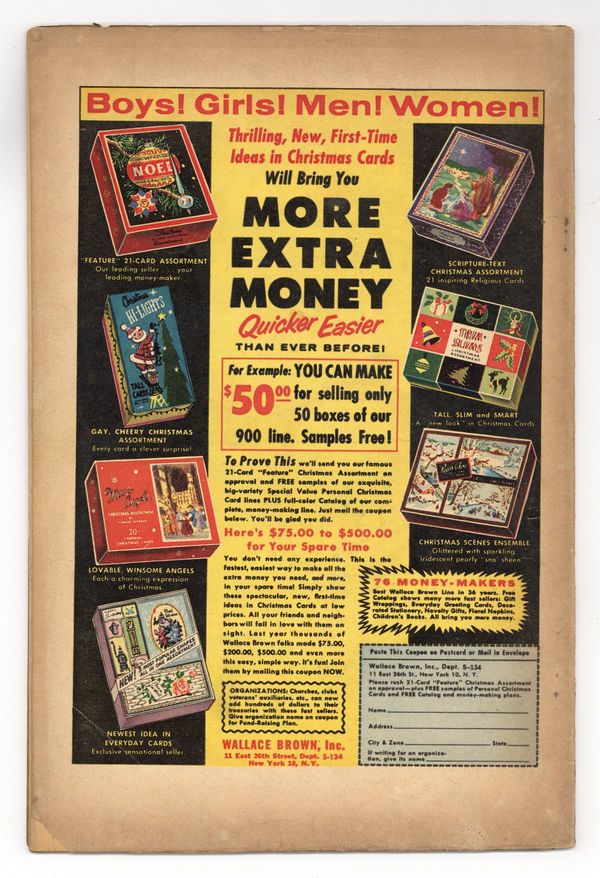 Boys! Girls! Men! Women!
Thrilling, New, First-Time
Ideas in Christmas Cards
Will Bring You
MORE
EXTRA
MONEY
Quicker Easier
THAN EVER BEFORE!
For Example: YOU CAN MAKE
$50.00 for selling only
50 boxes of our
900 line. Samples Free!
To Prove This we'll send you our famous
21-Card "Feature" Christmas Assortment on
approval and FREE samples of our exquisite,
big-variety Special Value Personal Christmas
Card lines PLUS full-color Catalog of our com-
plete, money-making line. Just mail the coupon
below. You'll be glad you did.
Here's $75.00 to $500.00
for Your Spare Time
You don't need any experience. This is the
fastest, easiest way to make all the
extra money you need, and more,
in your spare time! Simply show
these spectacular, new, first-time
ideas in Christmas Cards at low
prices. All your friends and neigh-
bors will fall in love with them on
sight. Last year thousands of
Wallace Brown folks made $75.00,
$200.00, $500.00 and even more
this easy, simple way. It's fun! Join
them by mailing this coupon NOW.
ORGANIZATIONS: Churches, clubs
veterans' auxiliaries, etc., can now
add hundreds of dollars to their
treasuries with these fast sellers.
Give organization name on coupon
for Fund-Raising Plan.
WALLACE BROWN, Inc.
11 East 26th Street, Dept. S-134
New York 10, N.Y.
NOEL
"FEATURE" 21-CARD ASSORTMENT
Our leading seller . . . your
leading money-maker.
Christmas
HI-LIGHTS
TALL
CARDS
GAY, CHEERY CHRISTMAS
ASSORTMENT
Every card a clever surprise!
CHRISTMAS ASSORTMENT
20
LOVABLE, WINSOME ANGELS
Each a charming expression
of Christmas.
NEW!
NEWEST IDEA IN
EVERYDAY CARDS
Exclusive sensational seller.
SCRIPTURE-TEXT
CHRISTMAS ASSORTMENT
21 inspiring Religious Cards
CHRISTMAS
ASSORTMENT
TALL, SLIM and SMART
A "new look" in Christmas Cards
CHRISTMAS SCENES ENSEMBLE
Glittered with sparkling
iridescent pearly "sno" sheen
76 MONEY-MAKERS
Best Wallace Brown Line in 36 years. Free
Catalog shows many more fast sellers: Gift
Wrappings, Everyday Greeting Cards, Deco-
rated Stationery, Novelty Gifts, Floral Napkins,
Children's Books. All bring you more money.
Paste This Coupon on Postcard or Mail in Envelope
Wallace Brown, Inc., Dept. S-134
11 East 26th St., New York 10, N. Y.
Please rush 21-Card "Feature" Christmas Assortment
on approval—plus FREE samples of Personal Christmas
Cards and FREE Catalog and money-making plans.
Name
Address
City & Zone State
If writing for an organiza-
tion, give its name